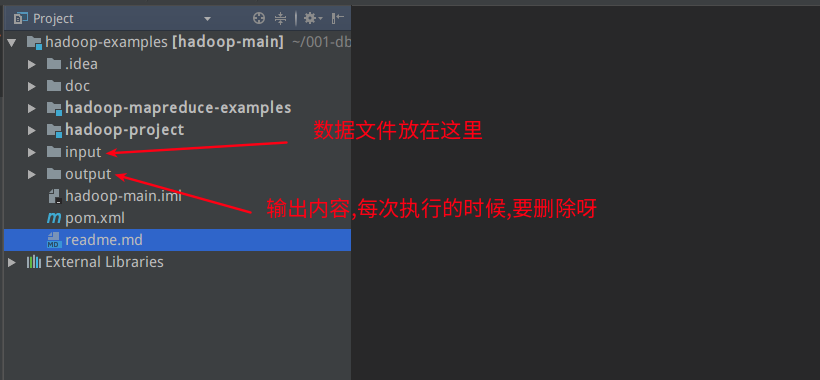 Project
hadoop-examples [hadoop-main] ~/001-db
.idea
doc
hadoop-mapreduce-examples
hadoop-project
数据文件放在这里
input
output
输出内容,每次执行的时候,要删除呀
hadoop-main.iml
pom.xml
readme.md
External Libraries